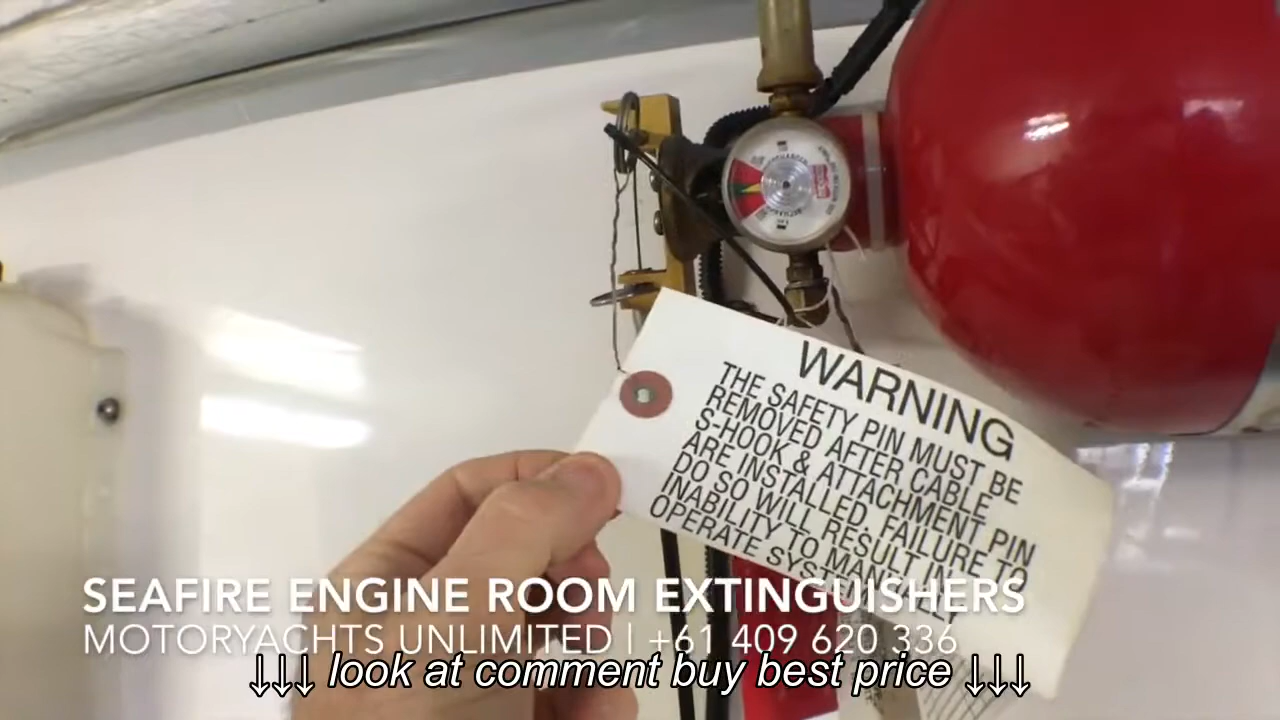 WARNING
THE SAFETY PIN MUST BE
REMOVED AFTER CABLE
S-HOOK & ATTACHMENT PIN
ARE INSTALLED. FAILURE TO
DO SO WILL RESULT IN
INABILITY TO MANUALLY
OPERATE SYSTEM
SEAFIRE ENGINE ROOM EXTINGUISHERS
MOTORYACHTS UNLIMITED | +61 409 620 336
↓↓↓ look at comment buy best price ↓↓↓